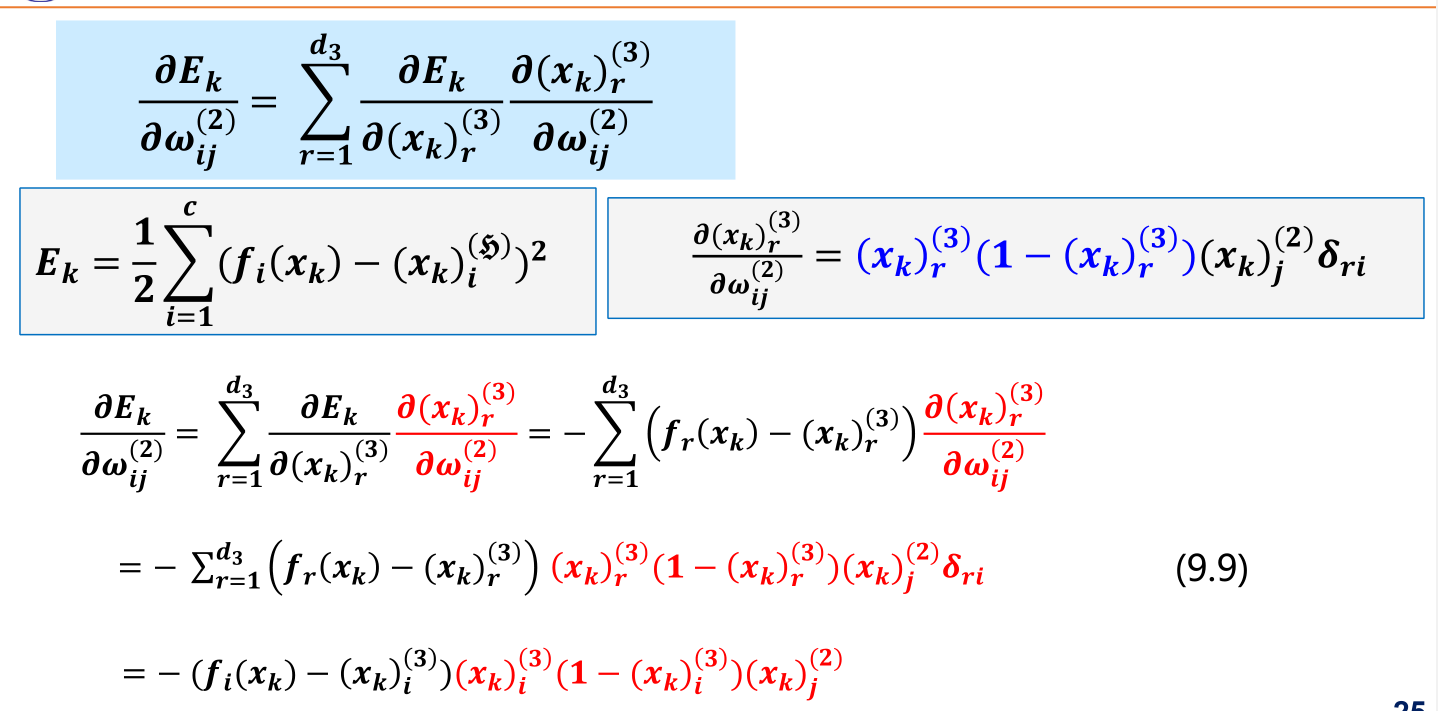 $\frac{\partial E_k}{\partial \omega_{ij}^{(2)}} = \sum_{r=1}^{d_3} \frac{\partial E_k}{\partial (x_k)_r^{(3)}} \frac{\partial (x_k)_r^{(3)}}{\partial \omega_{ij}^{(2)}}$
$E_k = \frac{1}{2} \sum_{i=1}^{c} (f_i(x_k) - (x_k)_i^{(\mathfrak{H})})^2$
$\frac{\partial (x_k)_r^{(3)}}{\partial \omega_{ij}^{(2)}} = (x_k)_r^{(3)} (1 - (x_k)_r^{(3)}) (x_k)_j^{(2)} \delta_{ri}$
$\frac{\partial E_k}{\partial \omega_{ij}^{(2)}} = \sum_{r=1}^{d_3} \frac{\partial E_k}{\partial (x_k)_r^{(3)}} \frac{\partial (x_k)_r^{(3)}}{\partial \omega_{ij}^{(2)}} = - \sum_{r=1}^{d_3} \left( f_r(x_k) - (x_k)_r^{(3)} \right) \frac{\partial (x_k)_r^{(3)}}{\partial \omega_{ij}^{(2)}}$
$= - \sum_{r=1}^{d_3} \left( f_r(x_k) - (x_k)_r^{(3)} \right) (x_k)_r^{(3)} (1 - (x_k)_r^{(3)}) (x_k)_j^{(2)} \delta_{ri}$ (9.9)
$= - (f_i(x_k) - (x_k)_i^{(3)}) (x_k)_i^{(3)} (1 - (x_k)_i^{(3)}) (x_k)_j^{(2)}$